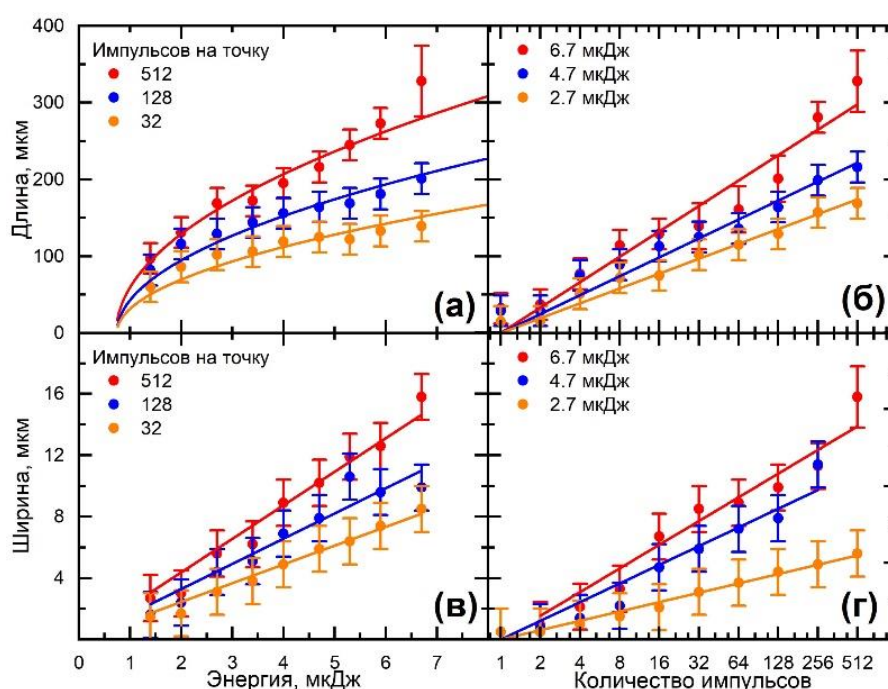 400
300
200
100
0
Длина, мкм
Импульсов на точку
512
128
32
(а)
6.7 мкДж
4.7 мкДж
2.7 мкДж
(б)
16
12
8
4
Ширина, мкм
Импульсов на точку
512
128
32
(в)
6.7 мкДж
4.7 мкДж
2.7 мкДж
(г)
0 1 2 3 4 5 6 7
Энергия, мкДж
1 2 4 8 16 32 64 128 256 512
Количество импульсов